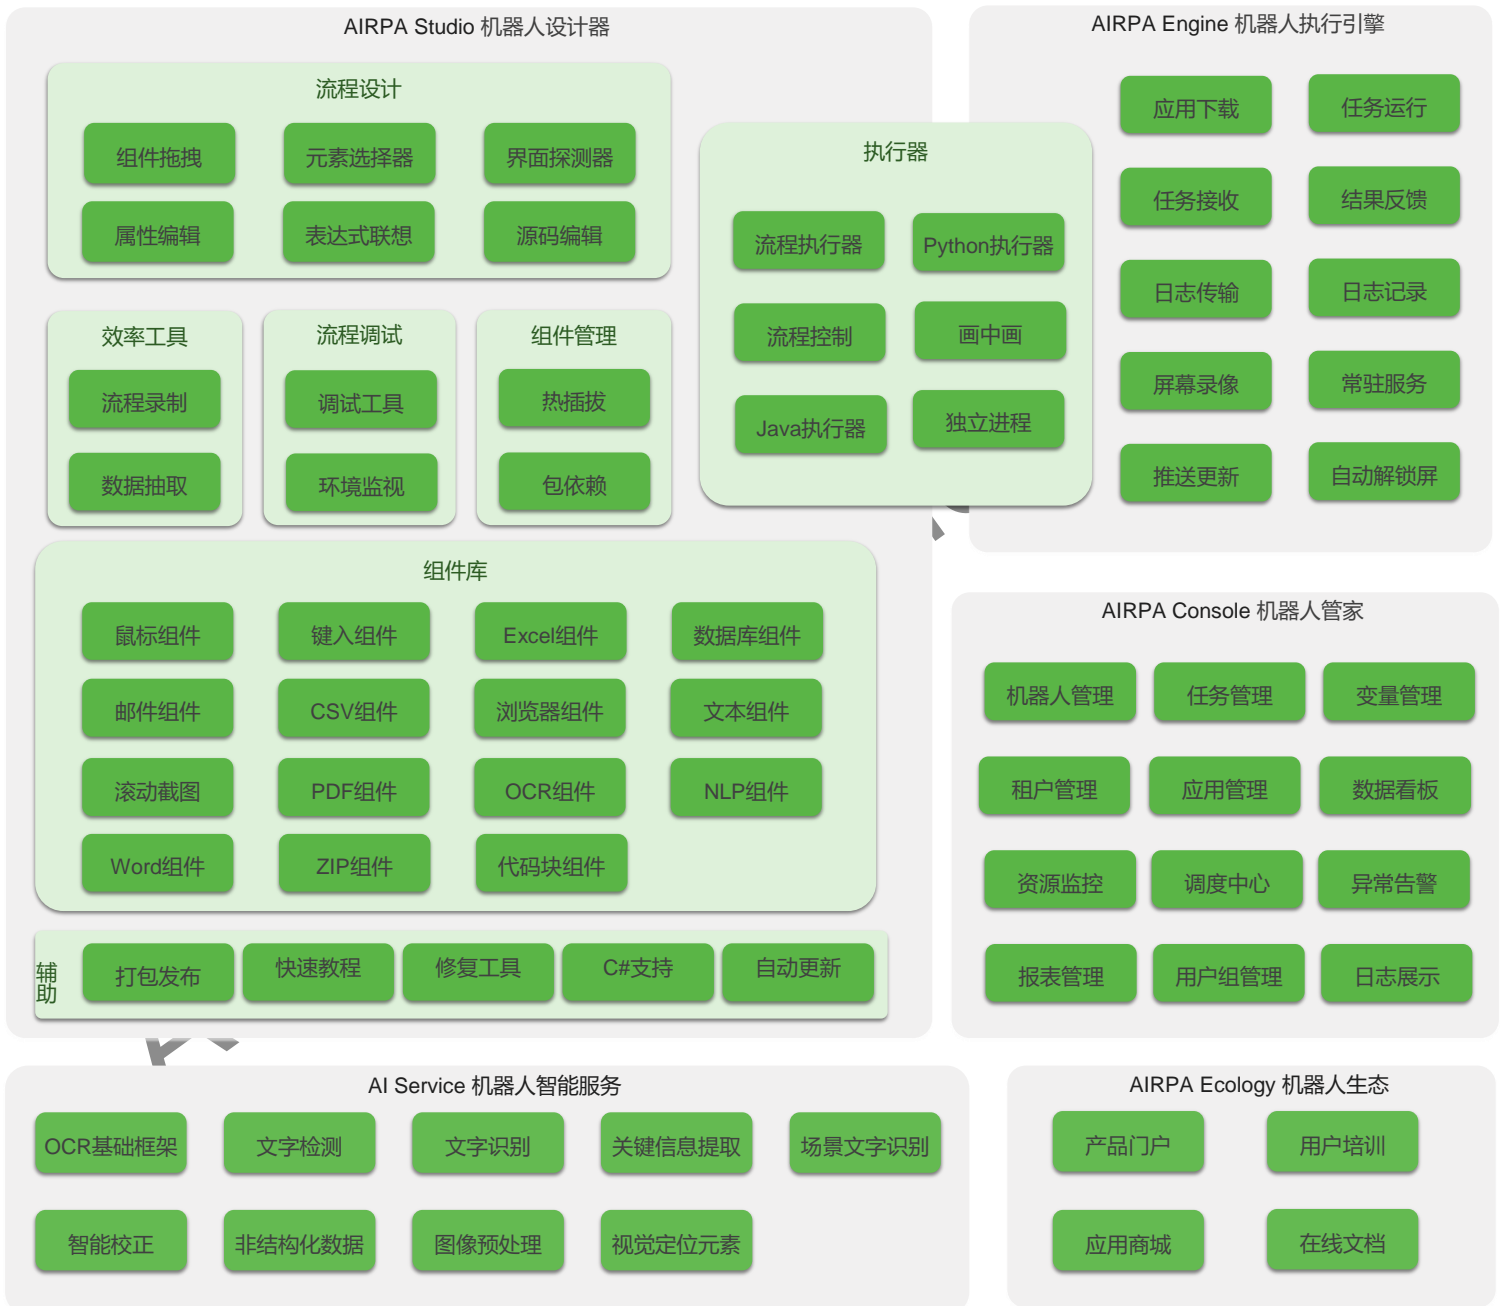 AIRPA Studio 机器人设计器
流程设计
组件拖拽
元素选择器
界面探测器
属性编辑
表达式联想
源码编辑
效率工具
流程录制
数据抽取
流程调试
调试工具
环境监视
组件管理
热插拔
包依赖
执行器
流程执行器
Python执行器
流程控制
画中画
Java执行器
独立进程
组件库
鼠标组件
键入组件
Excel组件
数据库组件
邮件组件
CSV组件
浏览器组件
文本组件
滚动截图
PDF组件
OCR组件
NLP组件
Word组件
ZIP组件
代码块组件
辅助
打包发布
快速教程
修复工具
C#支持
自动更新
AIRPA Engine 机器人执行引擎
应用下载
任务运行
任务接收
结果反馈
日志传输
日志记录
屏幕录像
常驻服务
推送更新
自动解锁屏
AIRPA Console 机器人管家
机器人管理
任务管理
变量管理
租户管理
应用管理
数据看板
资源监控
调度中心
异常告警
报表管理
用户组管理
日志展示
AI Service 机器人智能服务
OCR基础框架
文字检测
文字识别
关键信息提取
场景文字识别
智能校正
非结构化数据
图像预处理
视觉定位元素
AIRPA Ecology 机器人生态
产品门户
用户培训
应用商城
在线文档